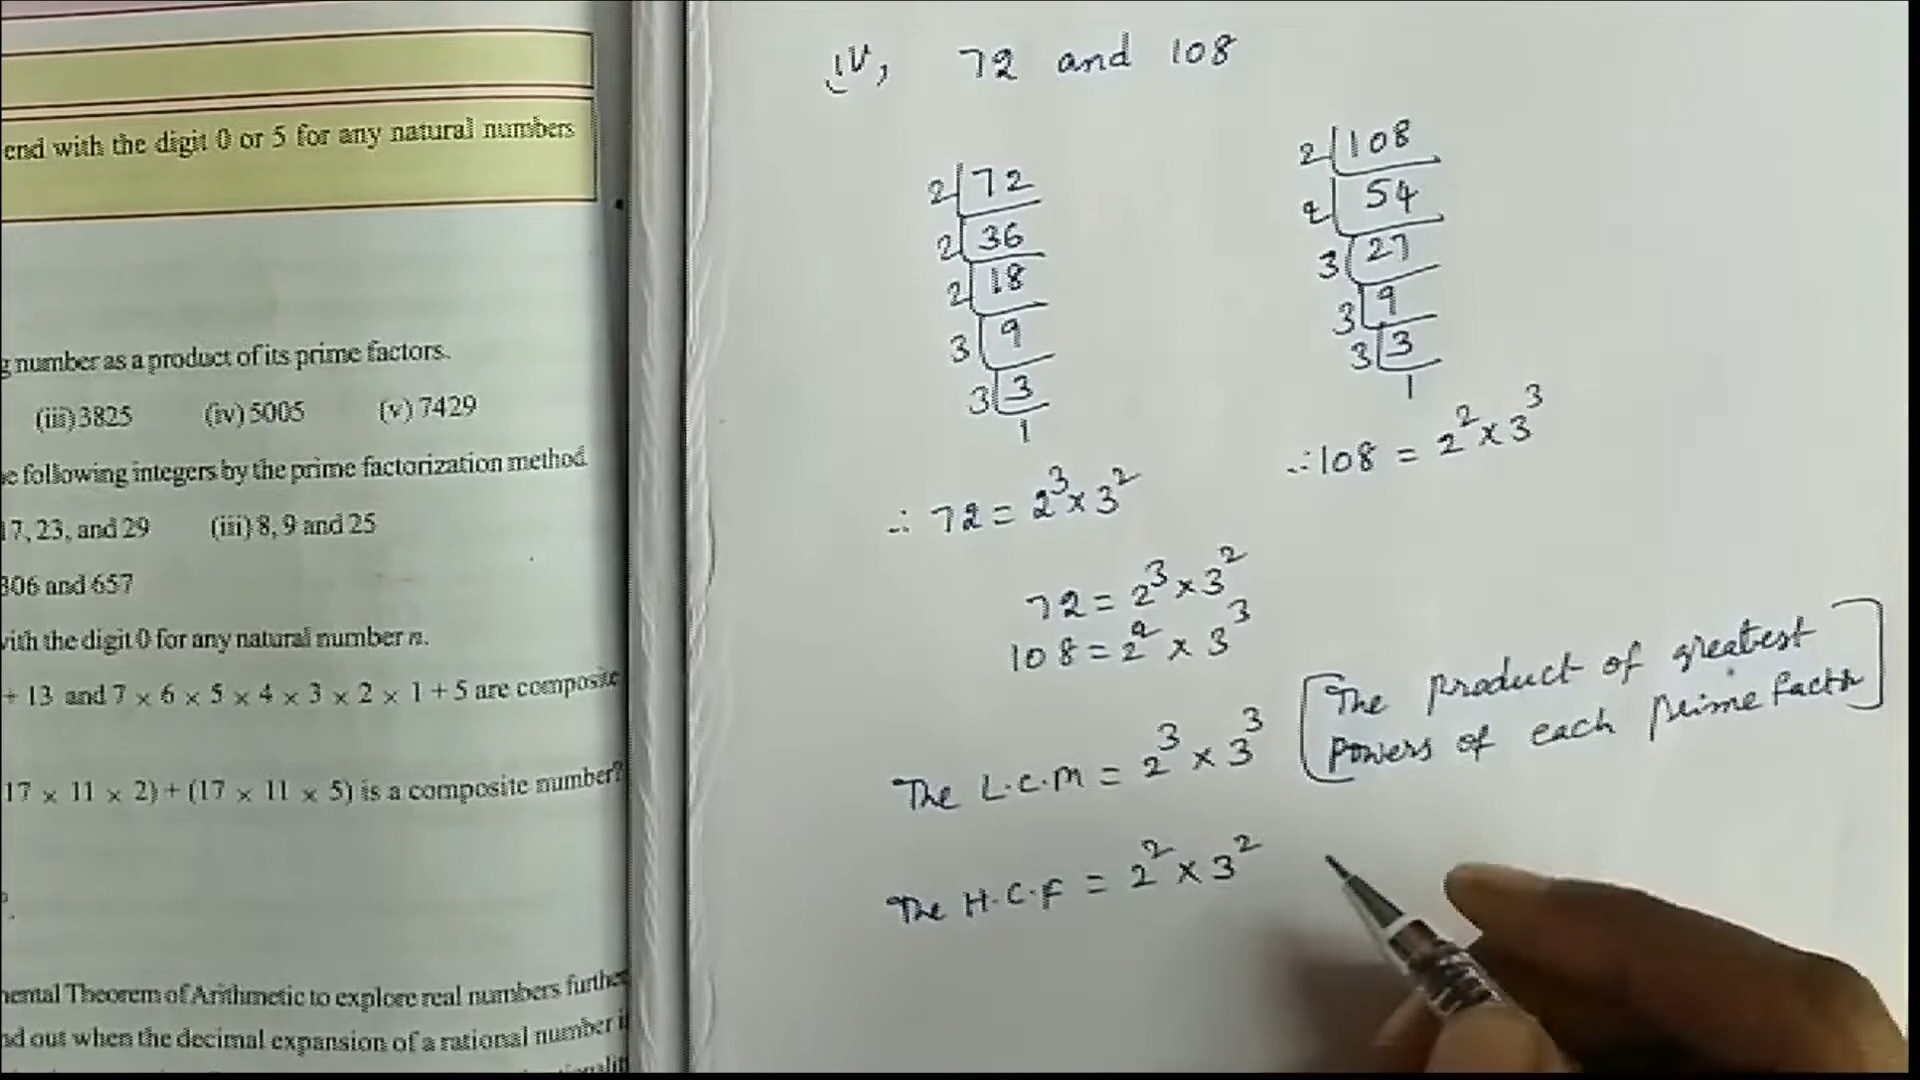 end with the digit 0 or 5 for any natural numbers
number as a product of its prime factors.
(iii) 3825 (iv) 5005 (v) 7429
following integers by the prime factorization method.
17, 23, and 29 (iii) 8, 9 and 25
306 and 657
with the digit 0 for any natural number n.
+ 13 and 7 × 6 × 5 × 4 × 3 × 2 × 1 + 5 are composite
17 × 11 × 2) + (17 × 11 × 5) is a composite number?
Theorem of Arithmetic to explore real numbers further
out when the decimal expansion of a rational number
(iv, 72 and 108
2 | 72
2 | 36
2 | 18
3 | 9
3 | 3
1
∴ 72 = 2³ × 3²
2 | 108
2 | 54
3 | 27
3 | 9
3 | 3
1
∴ 108 = 2² × 3³
72 = 2³ × 3²
108 = 2² × 3³
The L.C.M = 2³ × 3³
[The product of greatest
powers of each prime factor]
The H.C.F = 2² × 3²